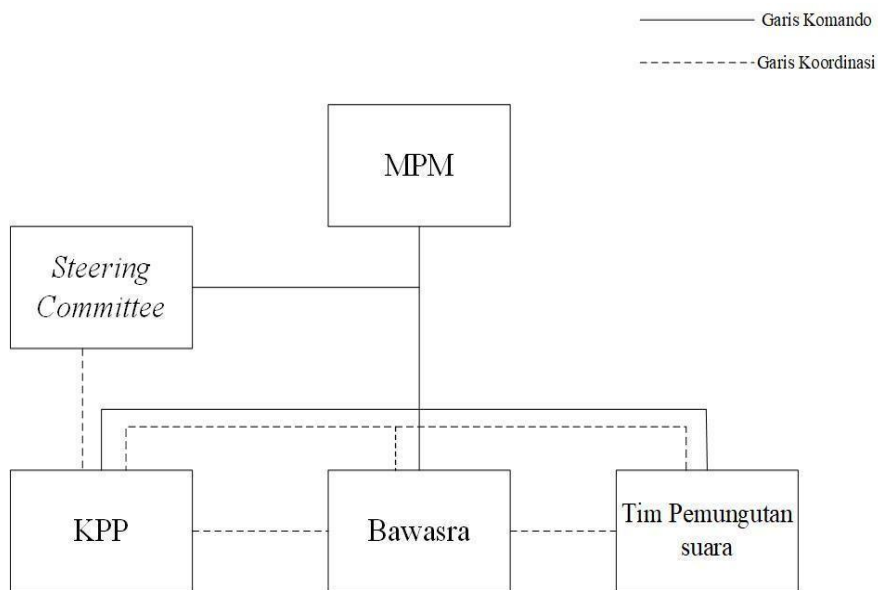 Garis Komando
Garis Koordinasi
MPM
Steering
Committee
KPP
Bawasra
Tim Pemungutan
suara